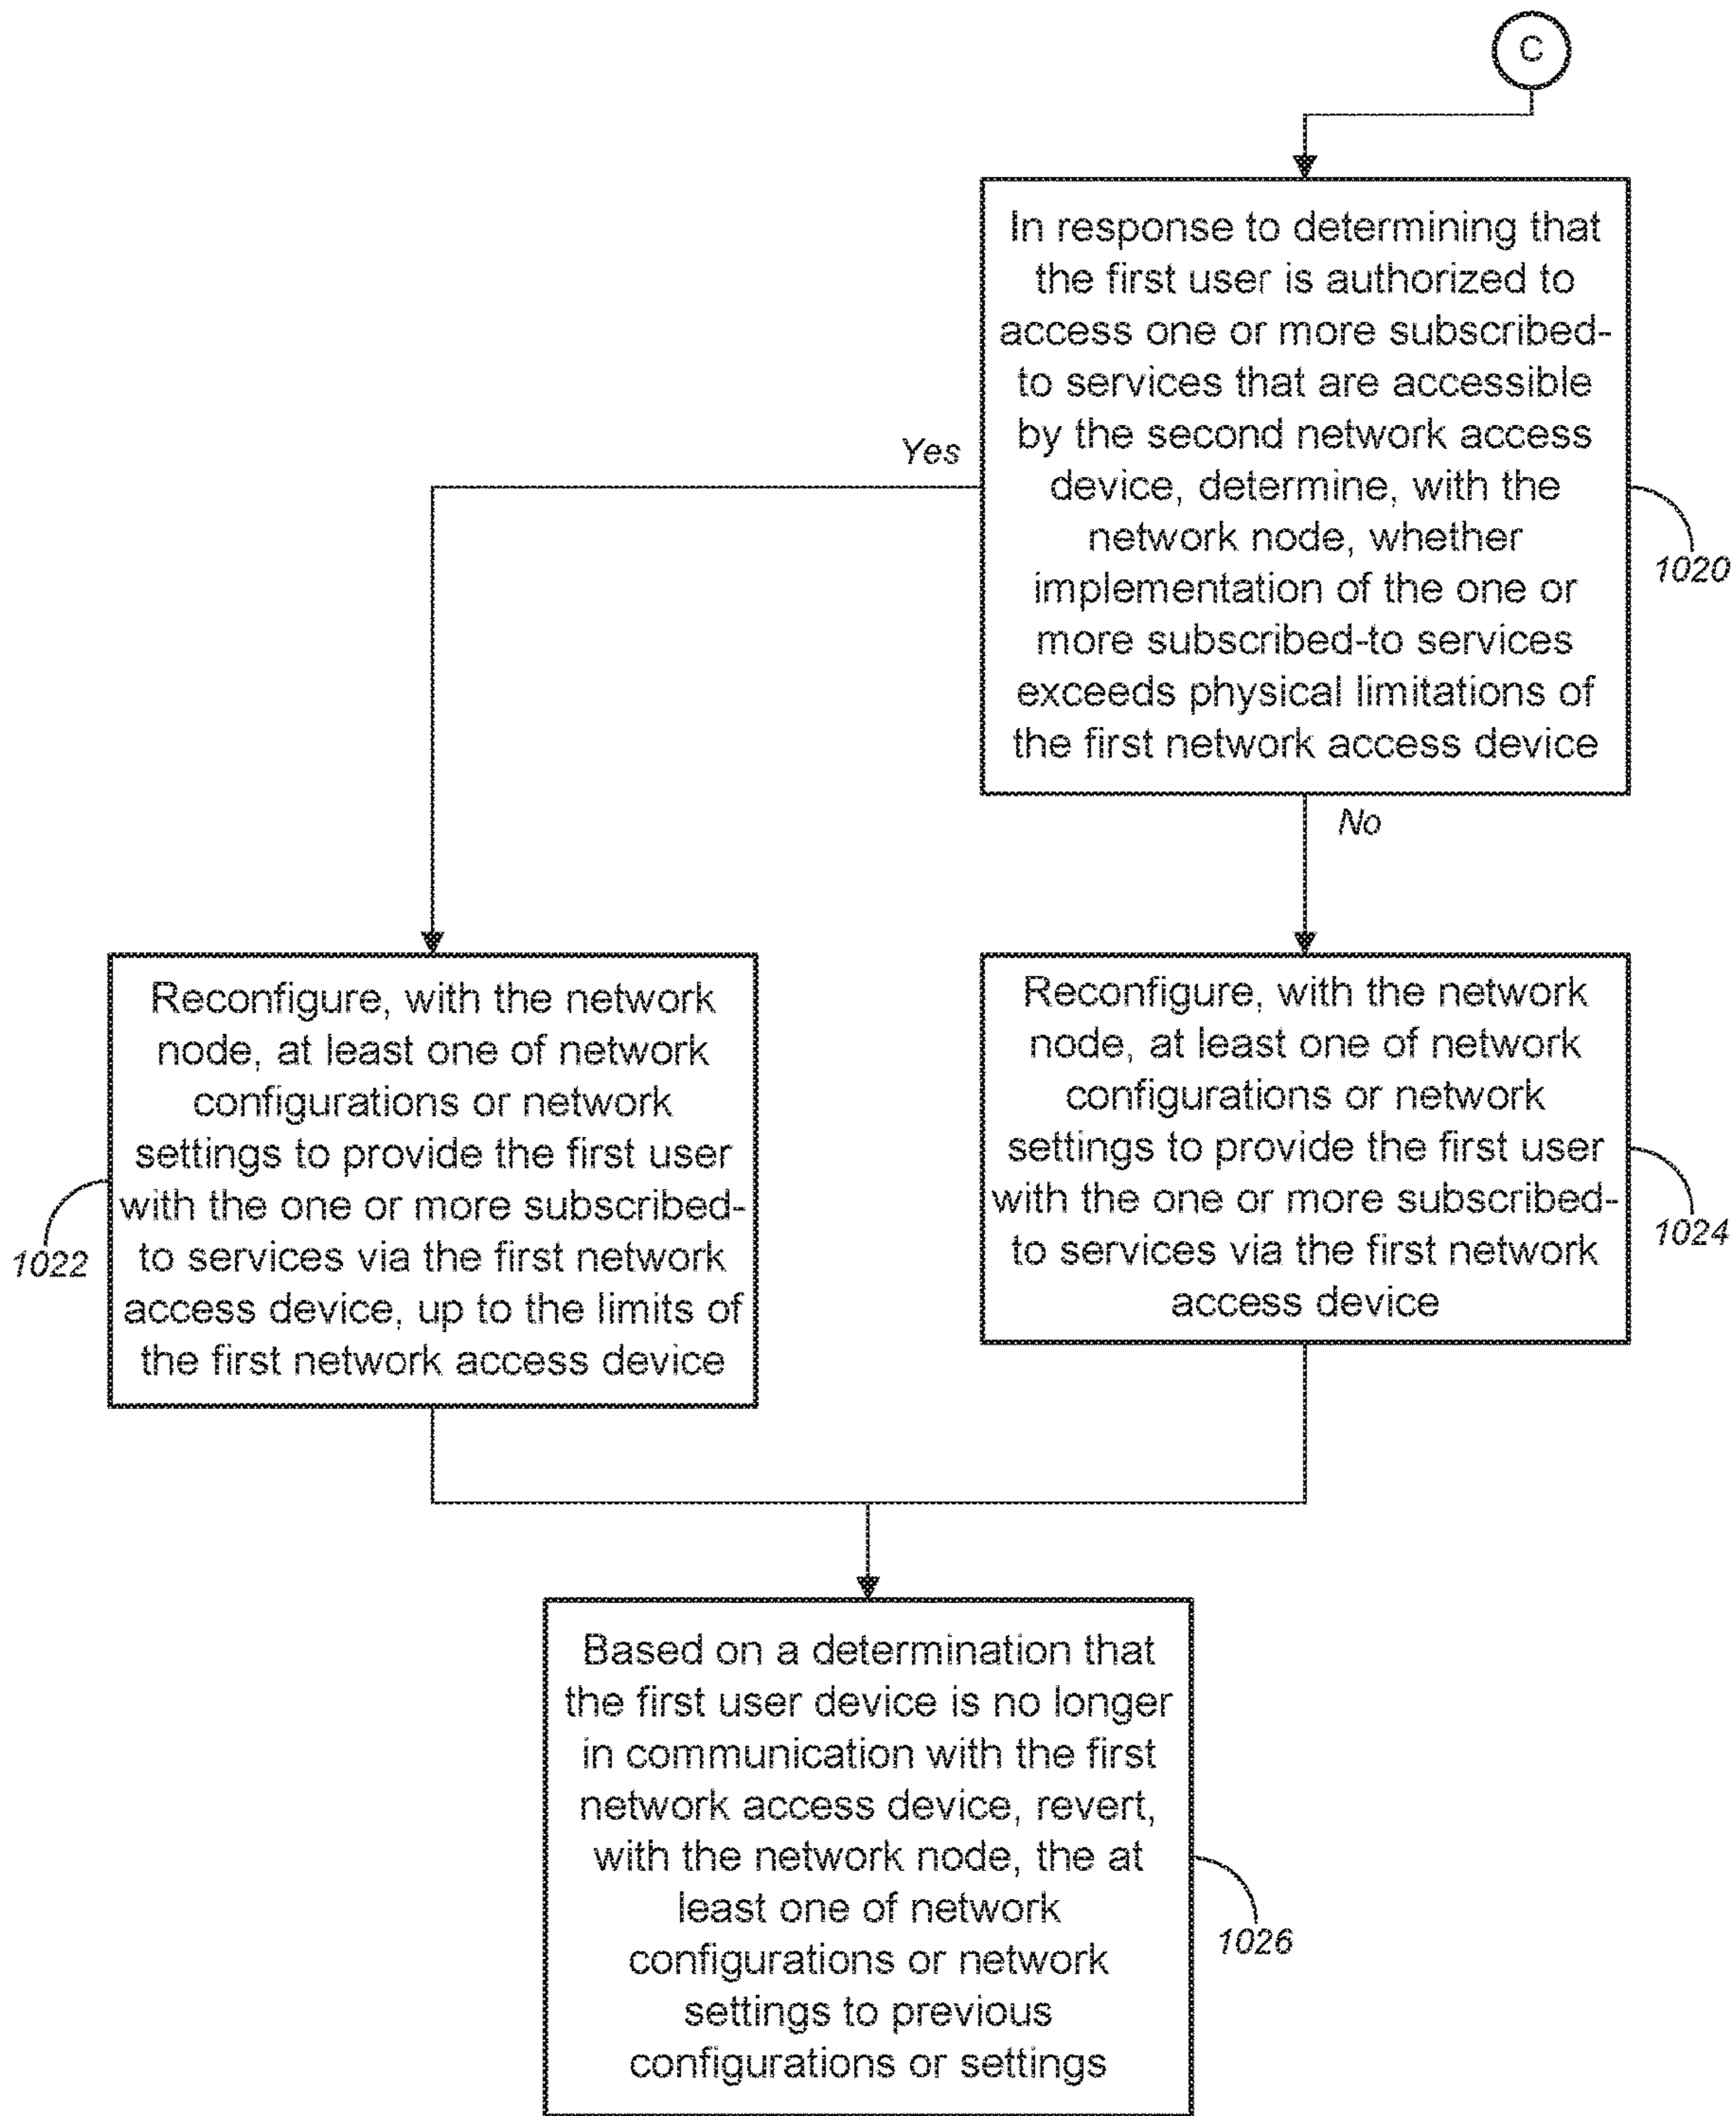 C
In response to determining that
the first user is authorized to
access one or more subscribed-
to services that are accessible
by the second network access
device, determine, with the
network node, whether
implementation of the one or
more subscribed-to services
exceeds physical limitations of
the first network access device
Yes
1020
No
Reconfigure, with the network
node, at least one of network
configurations or network
settings to provide the first user
with the one or more subscribed-
to services via the first network
access device, up to the limits of
the first network access device
1022
Reconfigure, with the network
node, at least one of network
configurations or network
settings to provide the first user
with the one or more subscribed-
to services via the first network
access device
1024
Based on a determination that
the first user device is no longer
in communication with the first
network access device, revert,
with the network node, the at
least one of network
configurations or network
settings to previous
configurations or settings
1026